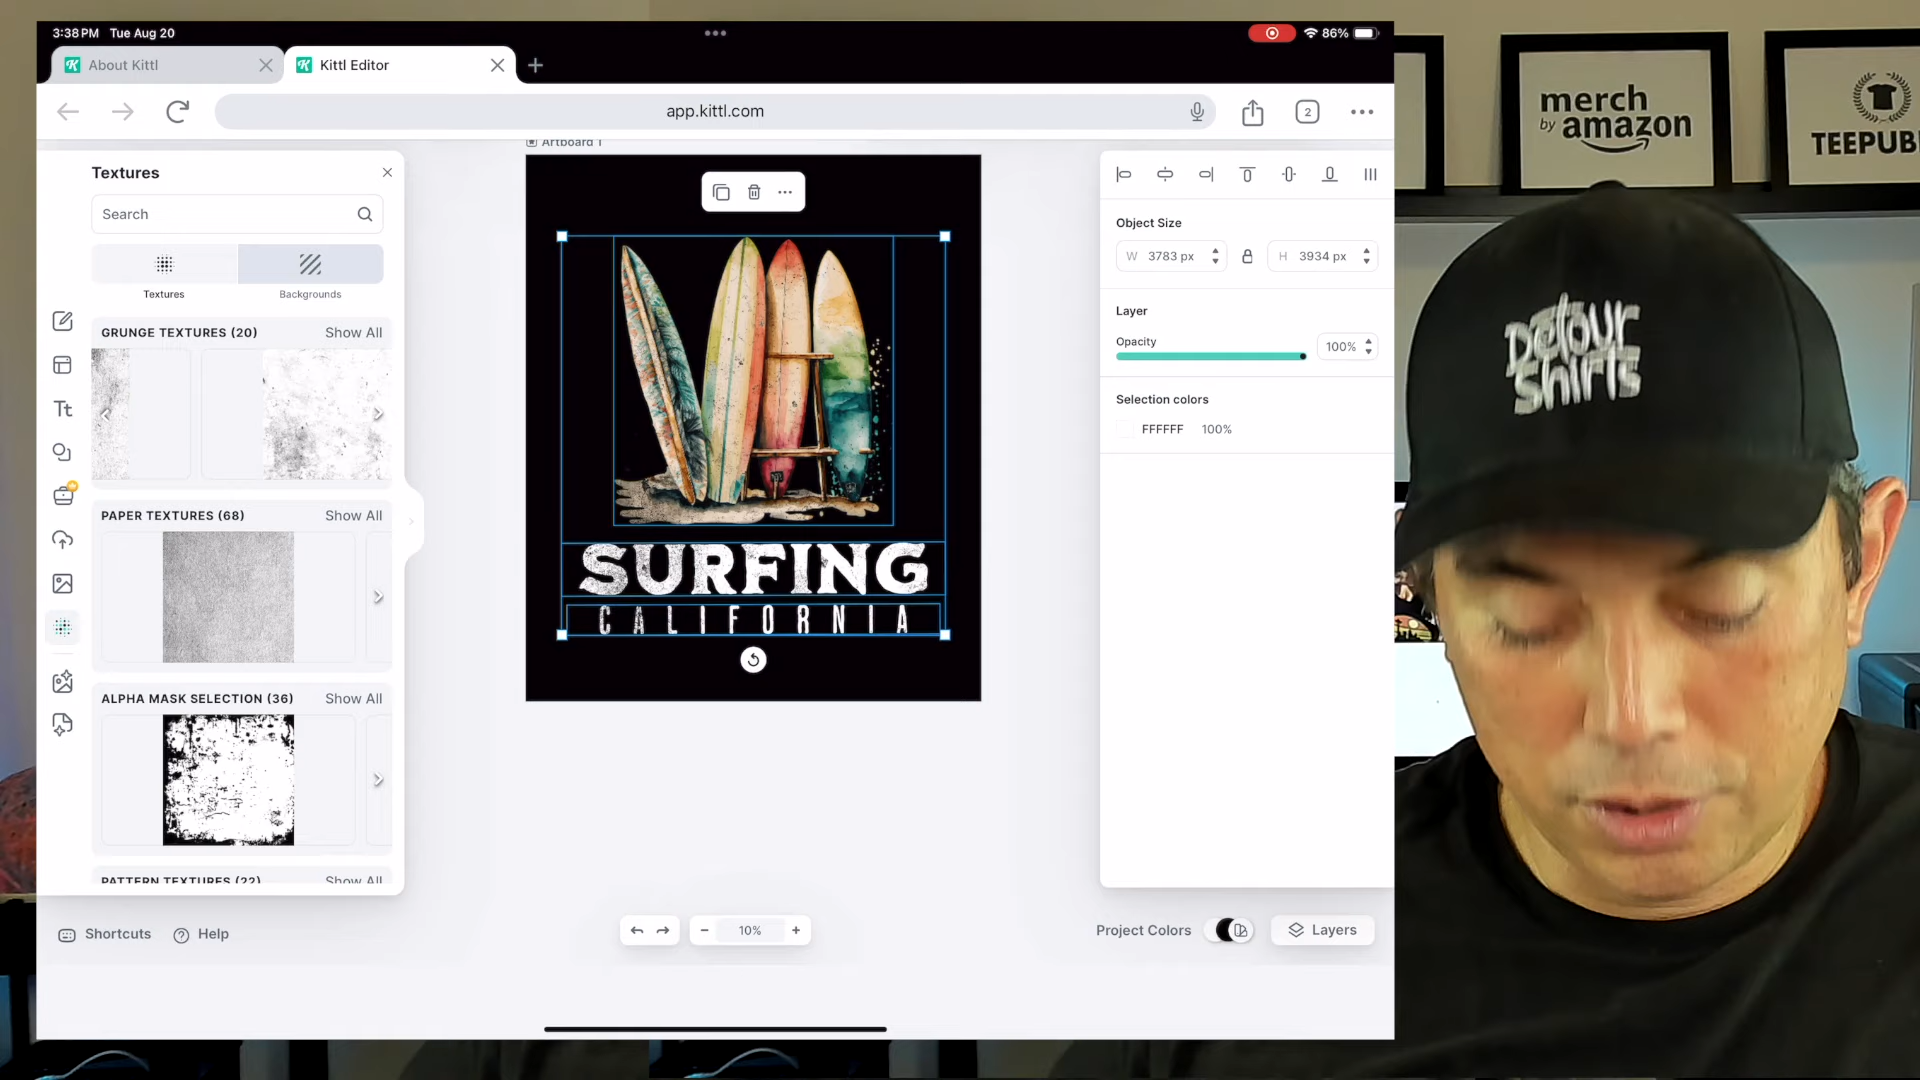 3:38 PM Tue Aug 20
86%
About Kittl
Kittl Editor
app.kittl.com
2
Textures
Search
Textures
Backgrounds
GRUNGE TEXTURES (20)
Show All
PAPER TEXTURES (68)
Show All
ALPHA MASK SELECTION (36)
Show All
PATTERN TEXTURES (22)
Show All
Tt
Shortcuts
Help
Artboard 1
SURFING
CALIFORNIA
10%
Object Size
W 3783 px
H 3934 px
Layer
Opacity
100%
Selection colors
FFFFFF 100%
Project Colors
Layers
merch
by amazon
TEEPUB
Detour
Shirts